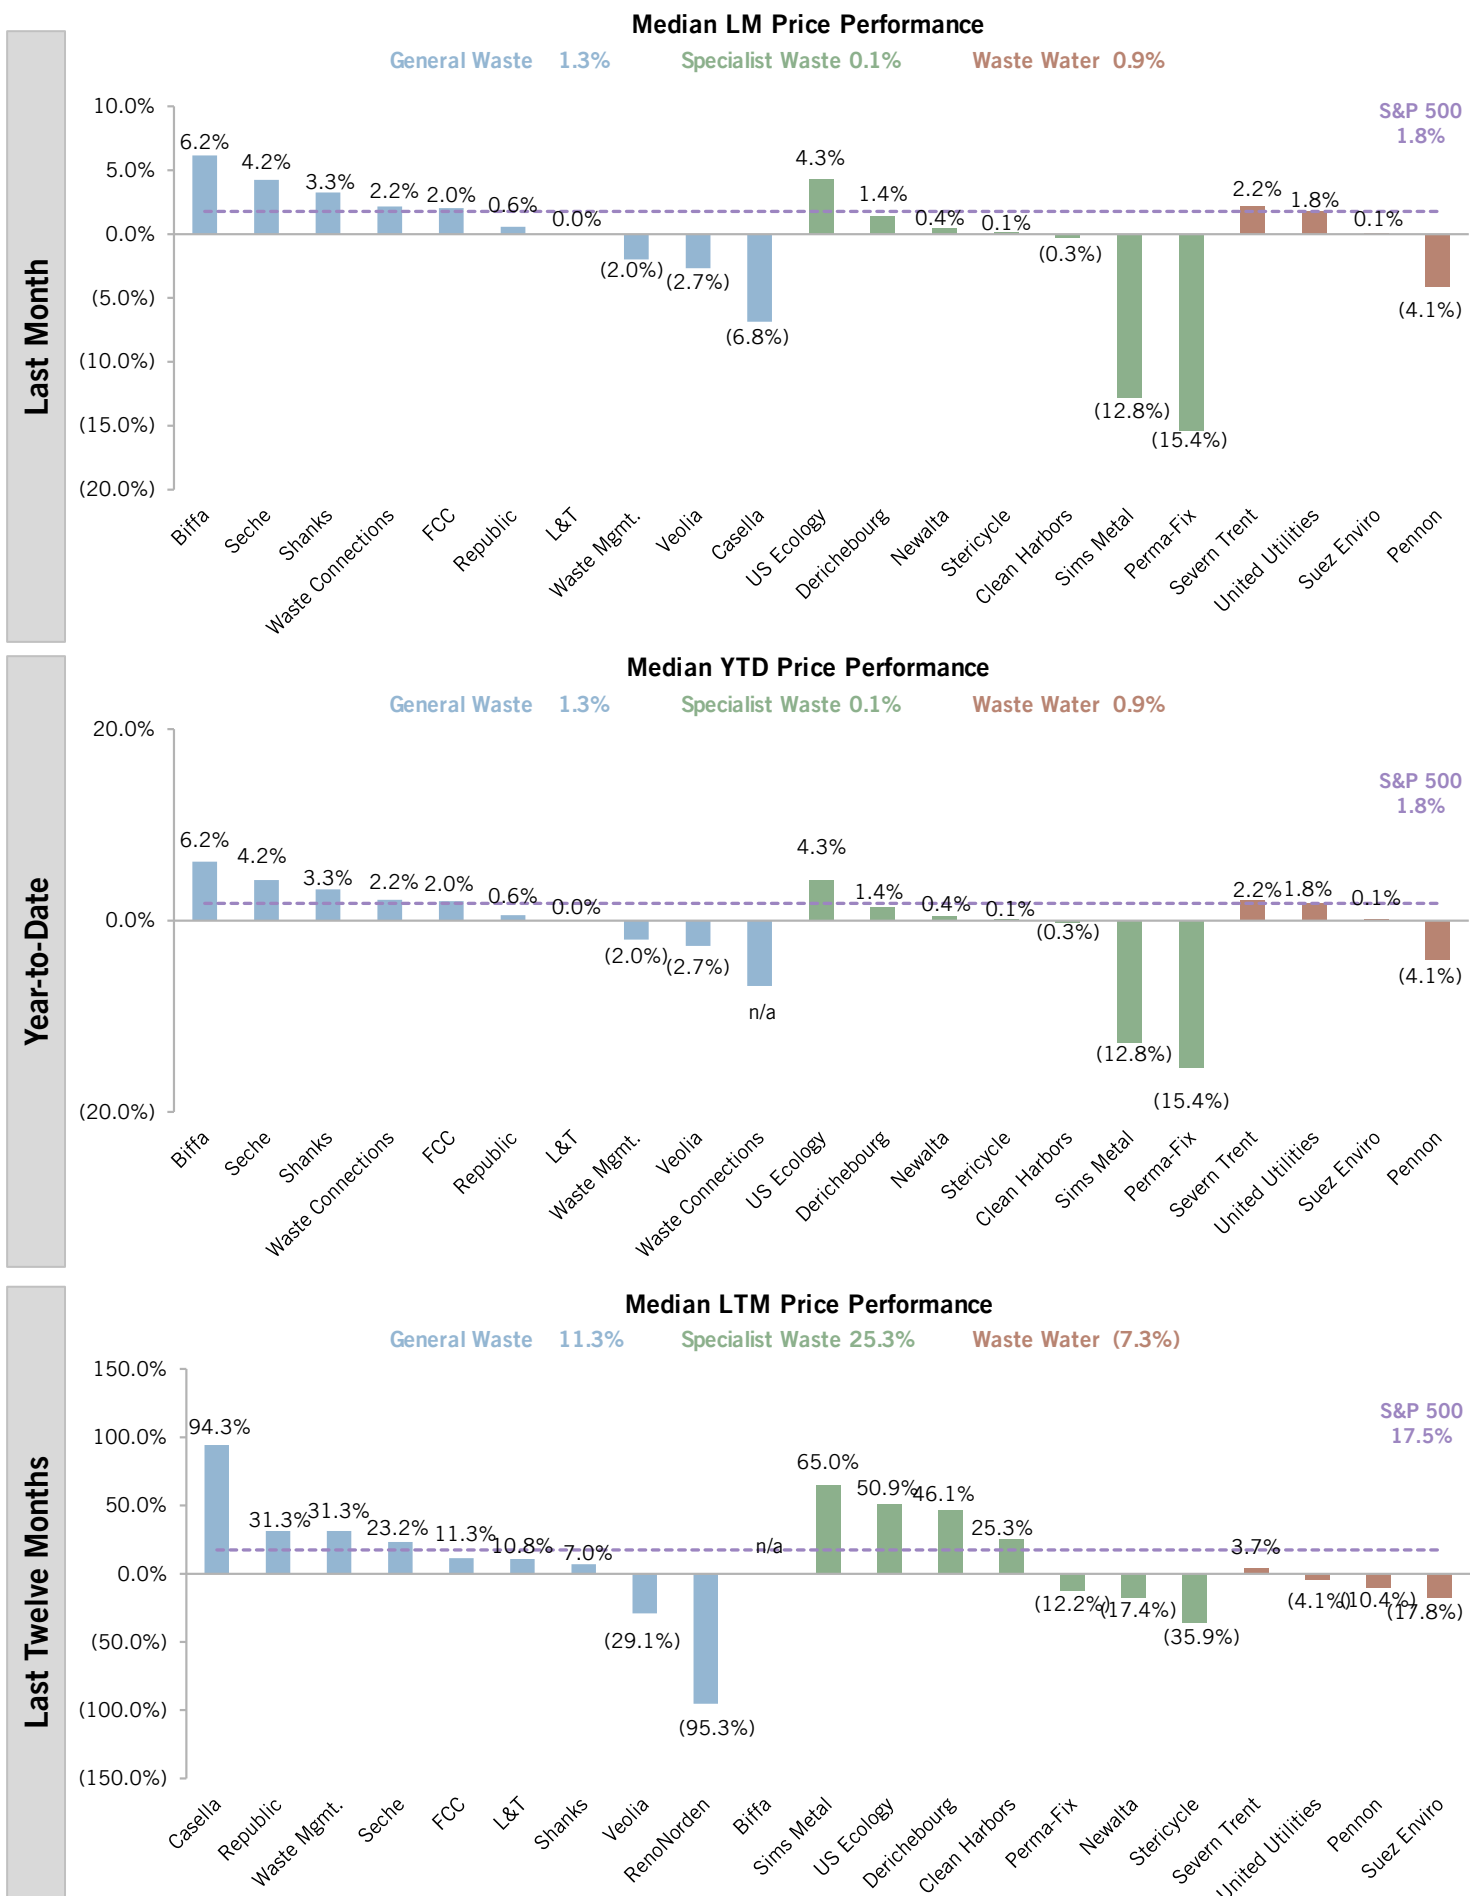 Median LM Price Performance
General Waste 1.3% Specialist Waste 0.1% Waste Water 0.9%
Last Month
S&P 500
1.8%
10.0%
5.0%
0.0%
(5.0%)
(10.0%)
(15.0%)
(20.0%)
6.2% 4.2% 3.3% 2.2% 2.0% 0.6% 0.0% (2.0%) (2.7%) (6.8%) 4.3% 1.4% 0.4% 0.1% (0.3%) (12.8%) (15.4%) 2.2% 1.8% 0.1% (4.1%)
Biffa Seche Shanks Waste Connections FCC Republic L&T Waste Mgmt. Veolia Casella US Ecology Derichebourg Newalta Stericycle Clean Harbors Sims Metal Perma-Fix Severn Trent United Utilities Suez Enviro Pennon
Median YTD Price Performance
General Waste 1.3% Specialist Waste 0.1% Waste Water 0.9%
Year-to-Date
S&P 500
1.8%
20.0%
0.0%
(20.0%)
6.2% 4.2% 3.3% 2.2% 2.0% 0.6% 0.0% (2.0%) (2.7%) n/a 4.3% 1.4% 0.4% 0.1% (0.3%) (12.8%) (15.4%) 2.2% 1.8% 0.1% (4.1%)
Biffa Seche Shanks Waste Connections FCC Republic L&T Waste Mgmt. Veolia Waste Connections US Ecology Derichebourg Newalta Stericycle Clean Harbors Sims Metal Perma-Fix Severn Trent United Utilities Suez Enviro Pennon
Median LTM Price Performance
General Waste 11.3% Specialist Waste 25.3% Waste Water (7.3%)
Last Twelve Months
S&P 500
17.5%
150.0%
100.0%
50.0%
0.0%
(50.0%)
(100.0%)
(150.0%)
94.3% 31.3% 31.3% 23.2% 11.3% 10.8% 7.0% (29.1%) (95.3%) n/a 65.0% 50.9% 46.1% 25.3% (12.2%) (17.4%) (35.9%) 3.7% (4.1%) (10.4%) (17.8%)
Casella Republic Waste Mgmt. Seche FCC L&T Shanks Veolia RenoNorden Biffa Sims Metal US Ecology Derichebourg Clean Harbors Perma-Fix Newalta Stericycle Severn Trent United Utilities Pennon Suez Enviro